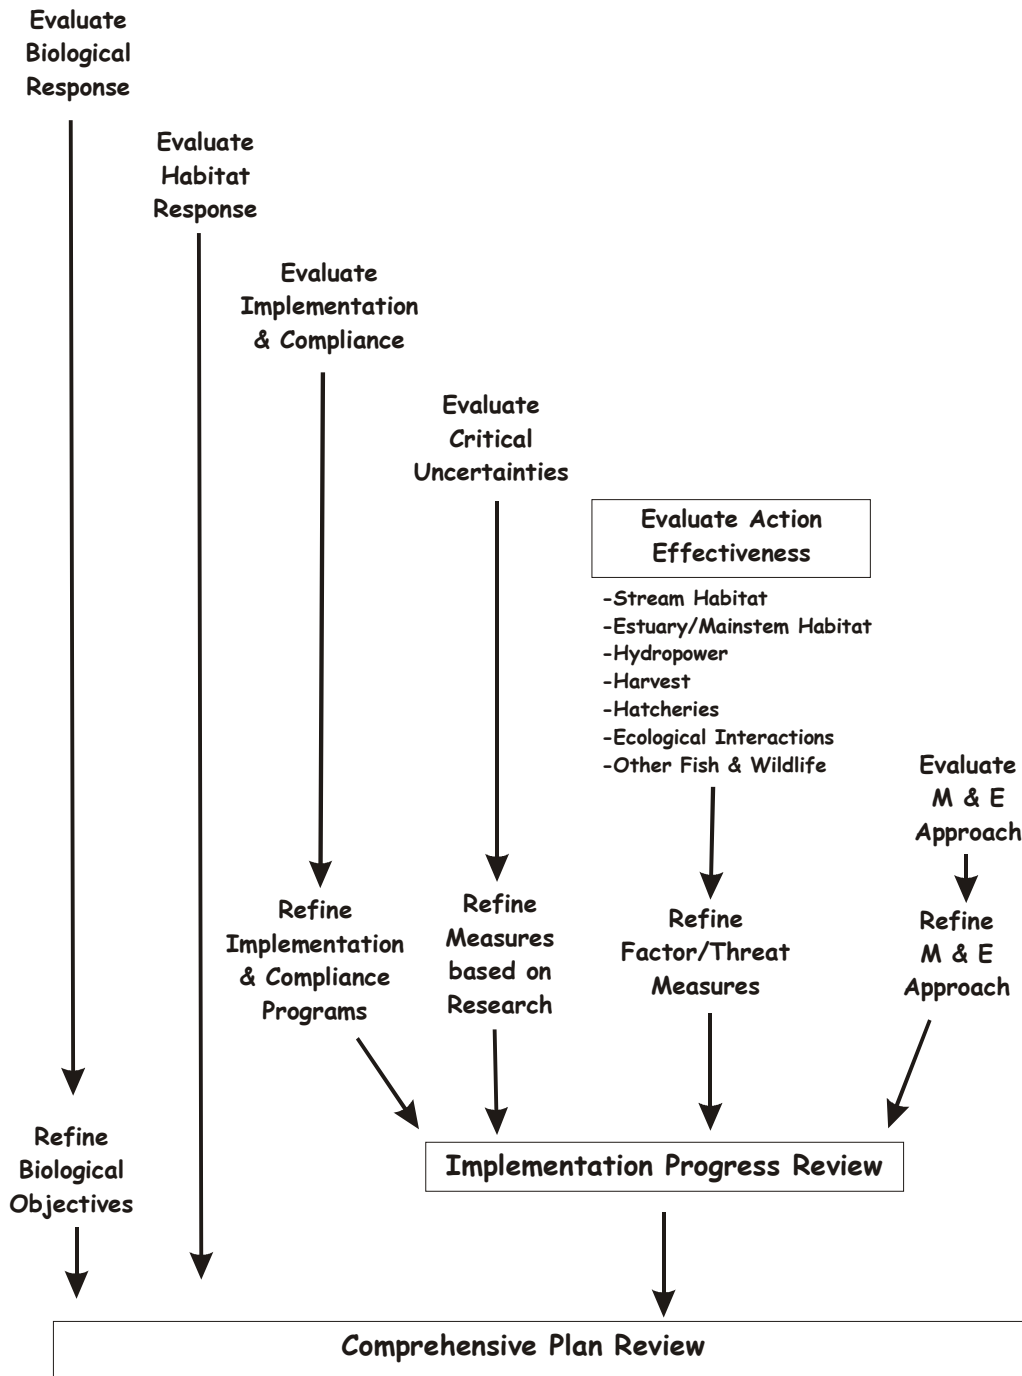 Evaluate
Biological
Response
Evaluate
Habitat
Response
Evaluate
Implementation
& Compliance
Evaluate
Critical
Uncertainties
Evaluate Action
Effectiveness
-Stream Habitat
-Estuary/Mainstem Habitat
-Hydropower
-Harvest
-Hatcheries
-Ecological Interactions
-Other Fish & Wildlife
Evaluate
M & E
Approach
Refine
Implementation
& Compliance
Programs
Refine
Measures
based on
Research
Refine
Factor/Threat
Measures
Refine
M & E
Approach
Refine
Biological
Objectives
Implementation Progress Review
Comprehensive Plan Review